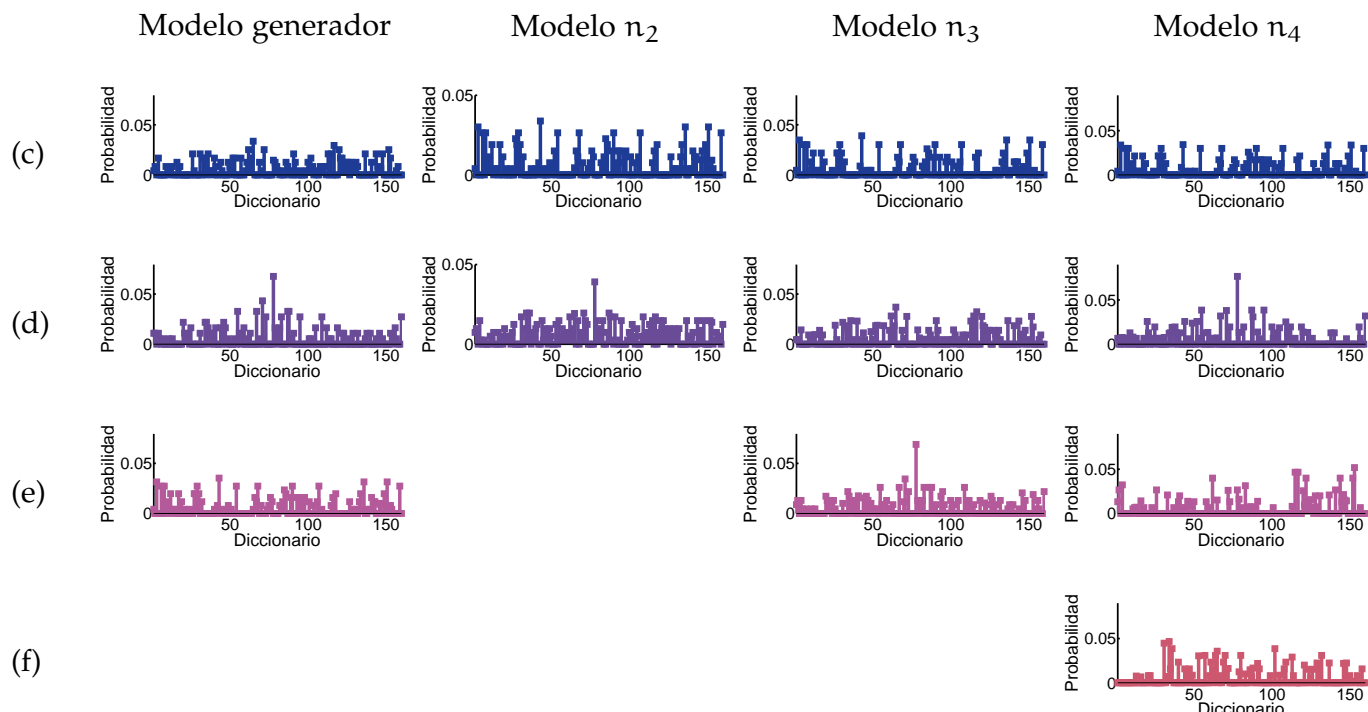 Modelo generador Modelo n2 Modelo n3 Modelo n4
(c)
Probabilidad 0.05 0 50 100 150 Diccionario
Probabilidad 0.05 0 50 100 150 Diccionario
Probabilidad 0.05 0 50 100 150 Diccionario
Probabilidad 0.05 0 50 100 150 Diccionario
(d)
Probabilidad 0.05 0 50 100 150 Diccionario
Probabilidad 0.05 0 50 100 150 Diccionario
Probabilidad 0.05 0 50 100 150 Diccionario
Probabilidad 0.05 0 50 100 150 Diccionario
(e)
Probabilidad 0.05 0 50 100 150 Diccionario
Probabilidad 0.05 0 50 100 150 Diccionario
Probabilidad 0.05 0 50 100 150 Diccionario
(f)
Probabilidad 0.05 0 50 100 150 Diccionario